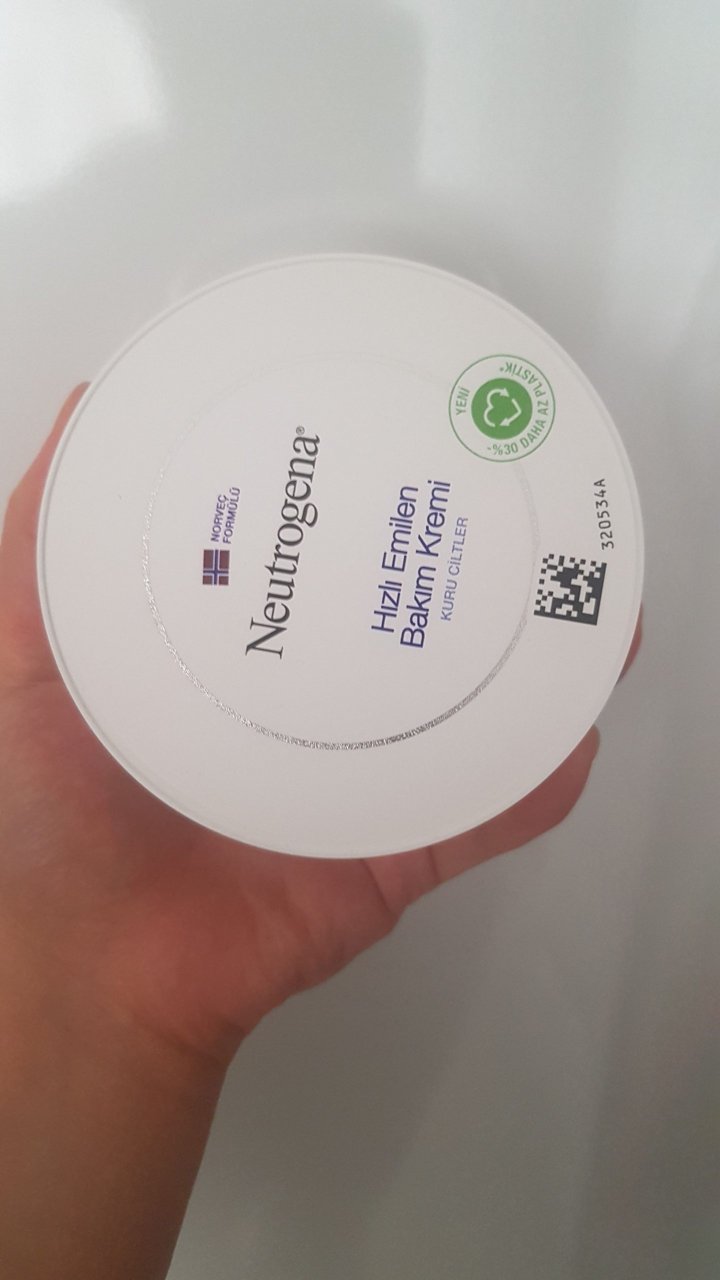 NORVEÇ
FORMÜLÜ
Neutrogena®
Hızlı Emilen
Bakım Kremi
KURU CİLTLER
YENİ
-%30 DAHA AZ PLASTİK*
320534A